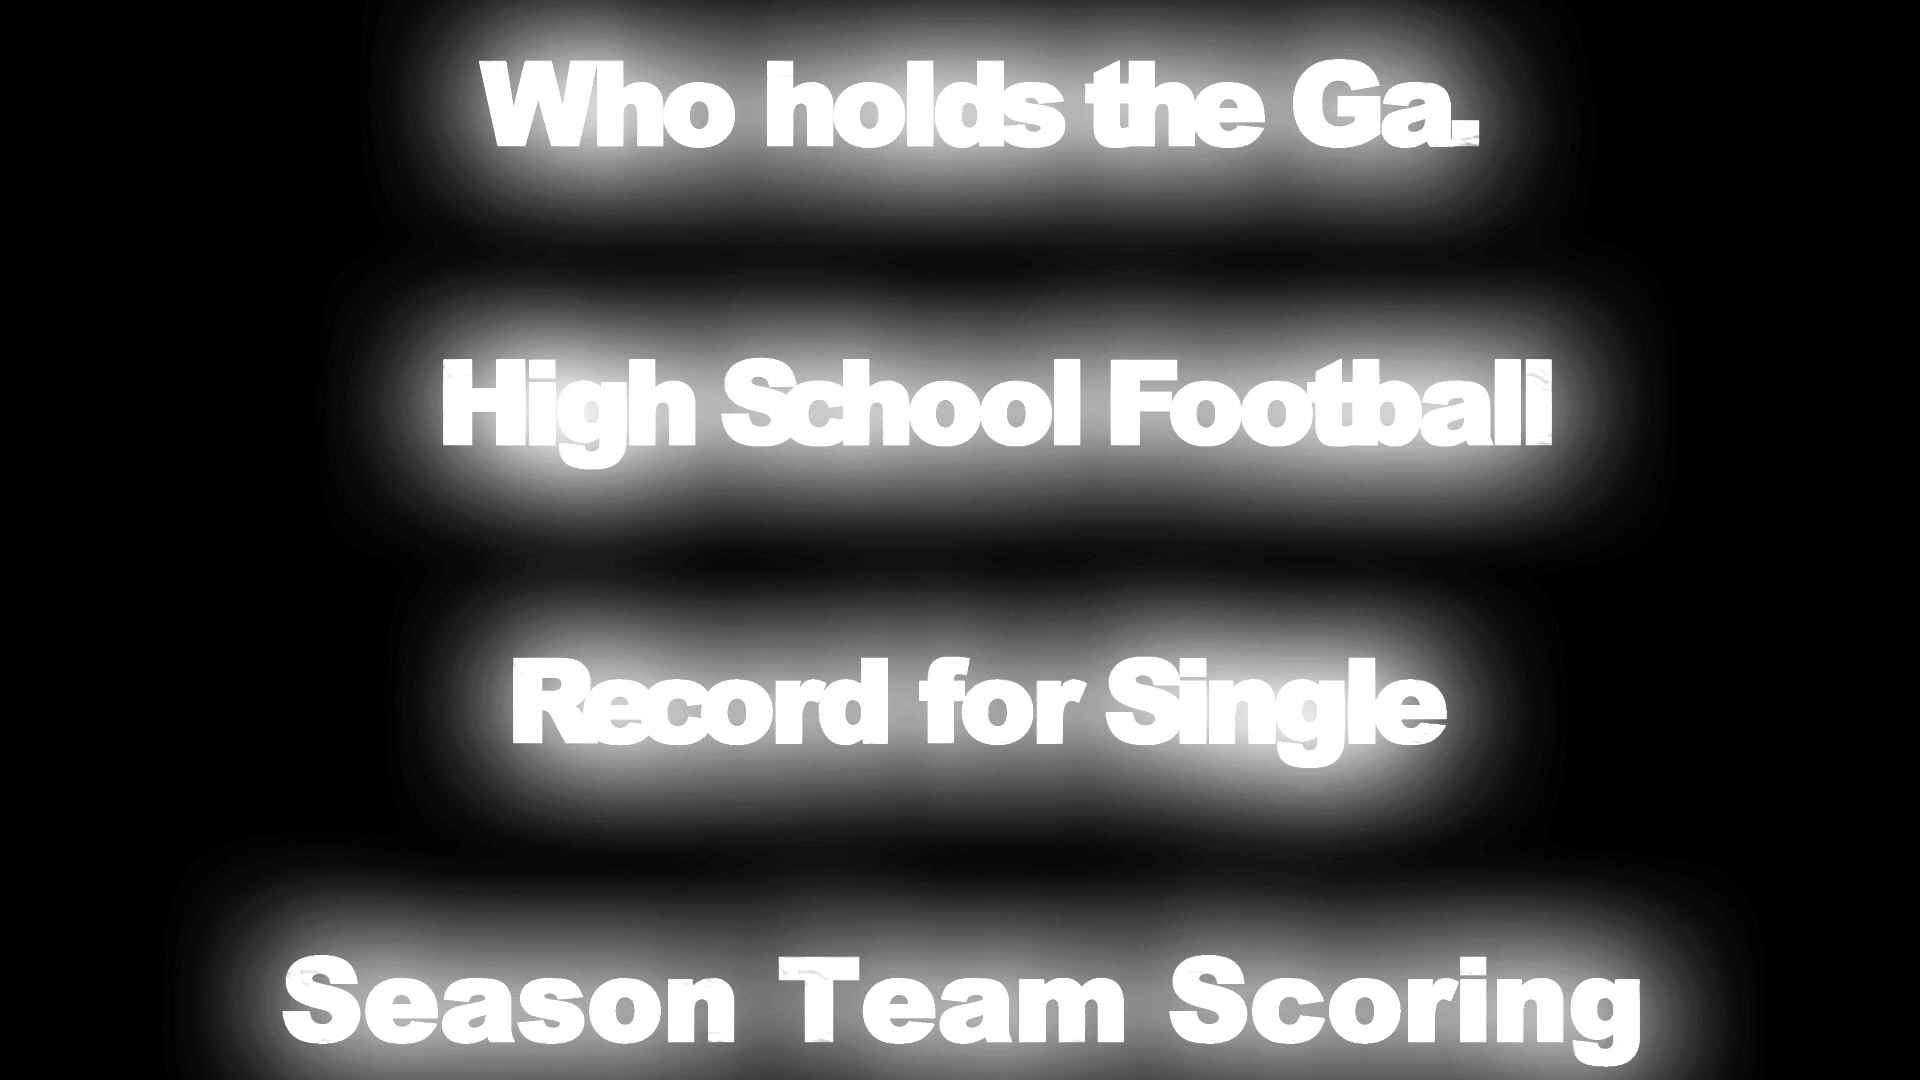 Who holds the Ga.
High School Football
Record for Single
Season Team Scoring